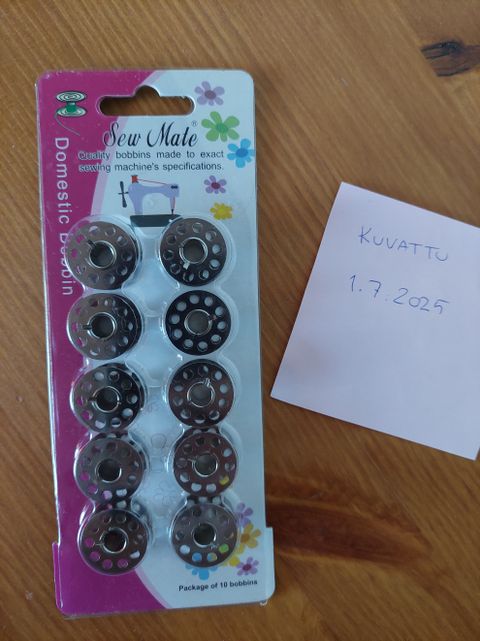 Sew Mate®
Quality bobbins made to exact
sewing machine's specifications.
Domestic Bobbin
Package of 10 bobbins
KUVATTU
1.7.2025